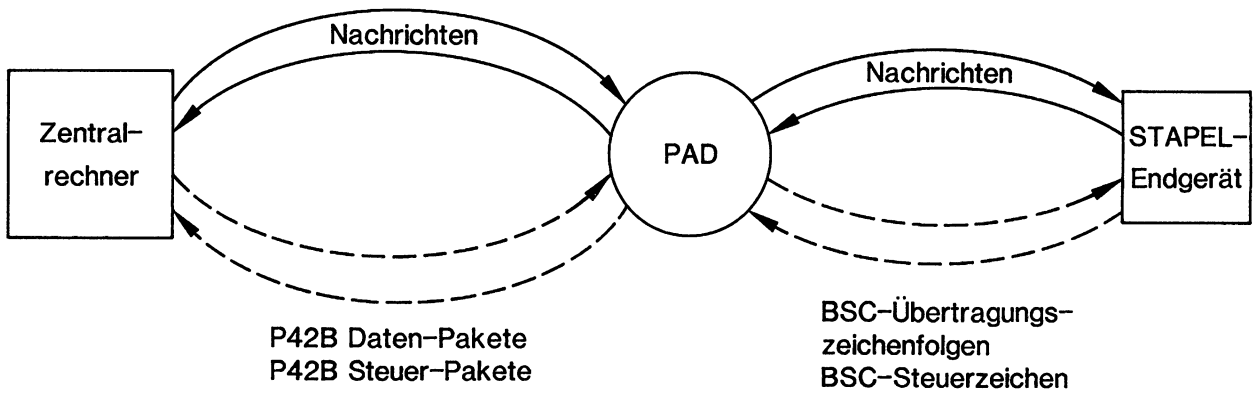 Nachrichten
Nachrichten
Zentral-
rechner
PAD
STAPEL-
Endgerät
P42B Daten-Pakete
P42B Steuer-Pakete
BSC-Übertragungs-
zeichenfolgen
BSC-Steuerzeichen